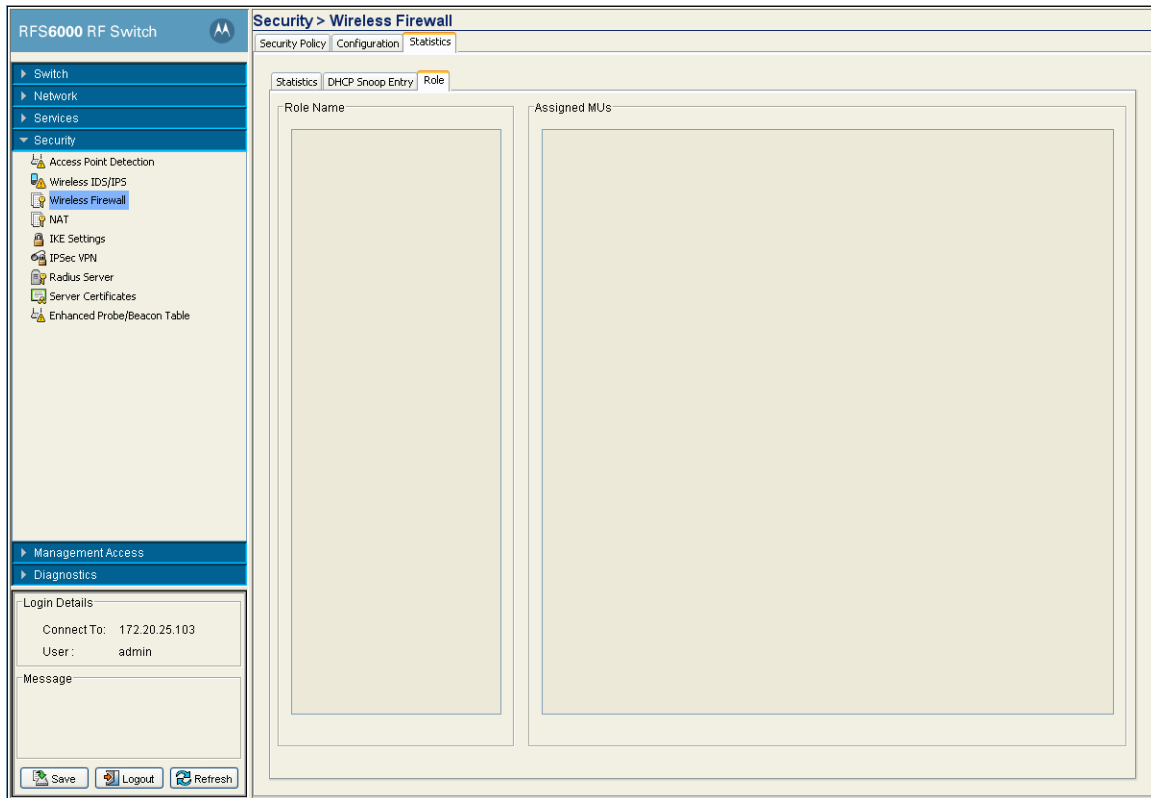 RFS6000 RF Switch
Switch
Network
Services
Security
Access Point Detection
Wireless IDS/IPS
Wireless Firewall
NAT
IKE Settings
IPSec VPN
Radius Server
Server Certificates
Enhanced Probe/Beacon Table
Management Access
Diagnostics
Login Details
Connect To: 172.20.25.103
User : admin
Message
Save Logout Refresh
Security > Wireless Firewall
Security Policy Configuration Statistics
Statistics DHCP Snoop Entry Role
Role Name Assigned MUs